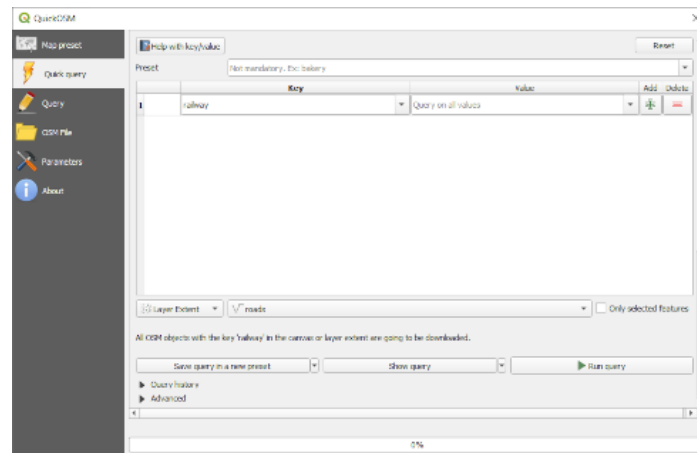 QuickOSM
Map preset
Quick query
Query
OSM File
Parameters
About
Help with key/value
Reset
Preset
Not mandatory. Ex: bakery
Key
Value
Add
Delete
1
railway
Query on all values
Layer Extent
roads
Only selected features
All OSM objects with the key 'railway' in the canvas or layer extent are going to be downloaded.
Save query in a new preset
Show query
Run query
Query history
Advanced
0%